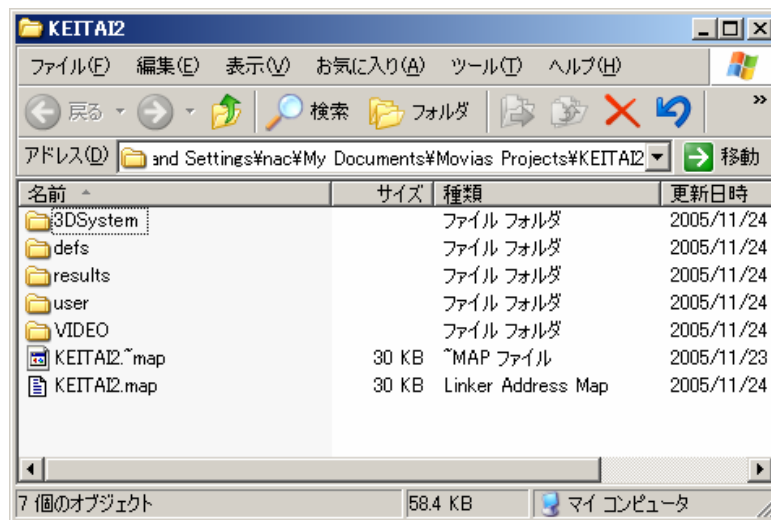 KEITAI2
ファイル(F) 編集(E) 表示(V) お気に入り(A) ツール(T) ヘルプ(H)
戻る 検索 フォルダ »
アドレス(D) and Settings¥nac¥My Documents¥Movias Projects¥KEITAI2 移動
名前 サイズ 種類 更新日時
3DSystem ファイル フォルダ 2005/11/24
defs ファイル フォルダ 2005/11/24
results ファイル フォルダ 2005/11/24
user ファイル フォルダ 2005/11/24
VIDEO ファイル フォルダ 2005/11/24
KEITAI2.~map 30 KB ~MAP ファイル 2005/11/23
KEITAI2.map 30 KB Linker Address Map 2005/11/24
7 個のオブジェクト 58.4 KB マイ コンピュータ